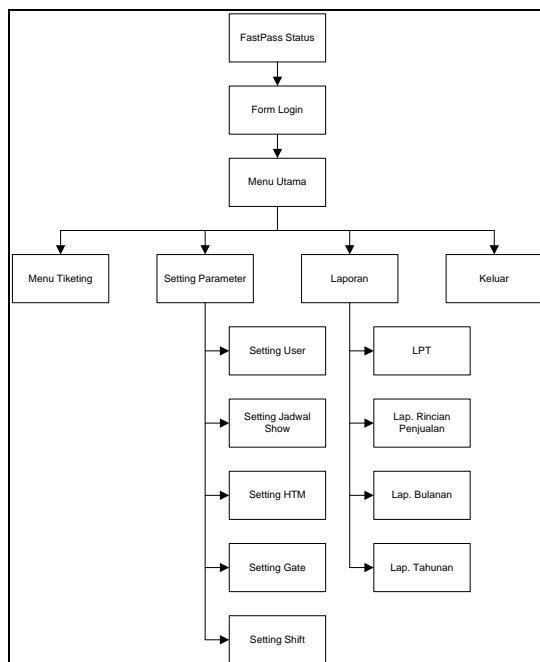 FastPass Status
Form Login
Menu Utama
Menu Tiketing
Setting Parameter
Laporan
Keluar
Setting User
LPT
Setting Jadwal
Show
Lap. Rincian
Penjualan
Setting HTM
Lap. Bulanan
Setting Gate
Lap. Tahunan
Setting Shift